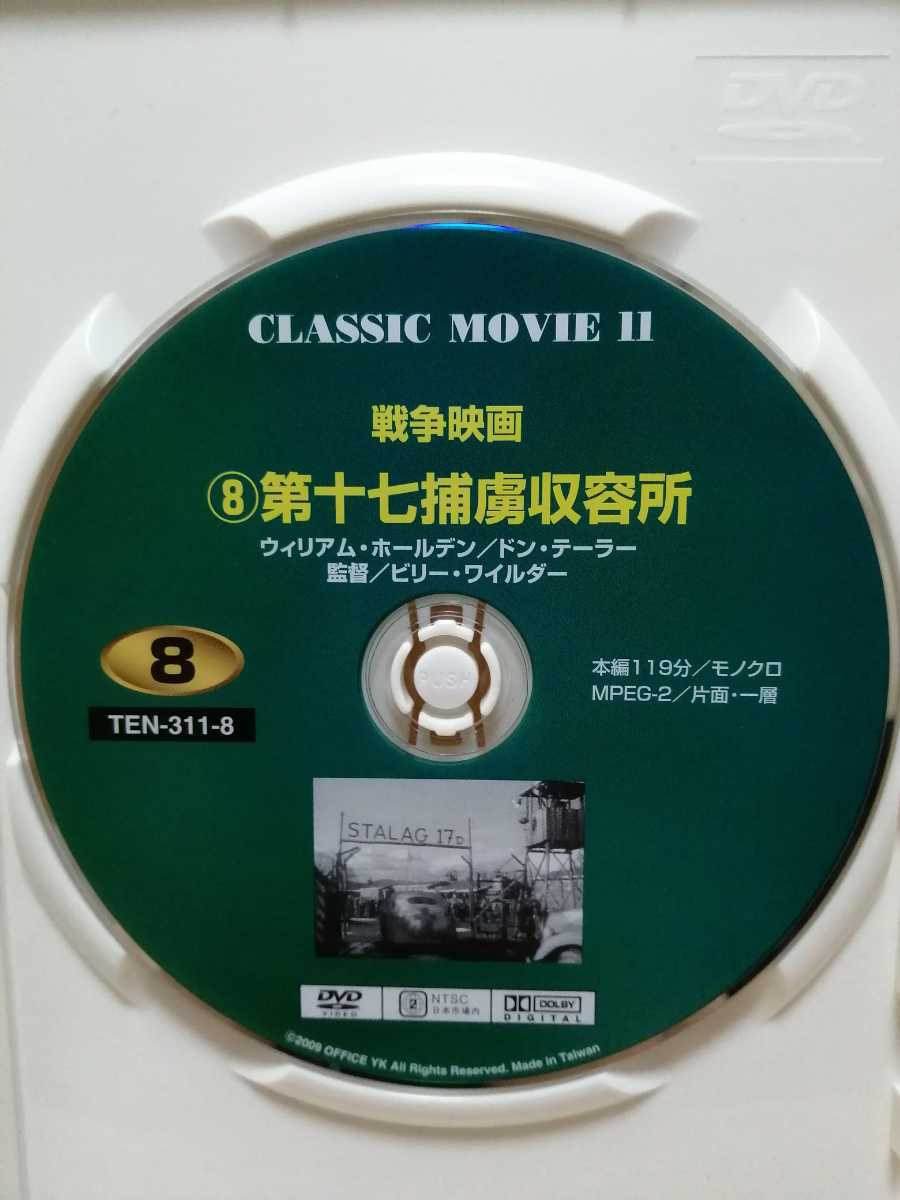 DVD
CLASSIC MOVIE 11
戦争映画
⑧第十七捕虜収容所
ウィリアム・ホールデン／ドン・テーラー
監督／ビリー・ワイルダー
8
TEN-311-8
PUSH
本編119分／モノクロ
MPEG-2／片面・一層
STALAG 17D
DVD
VIDEO
2 NTSC
日本市場内
DOLBY
DIGITAL
©2009 OFFICE YK All Rights Reserved. Made in Taiwan